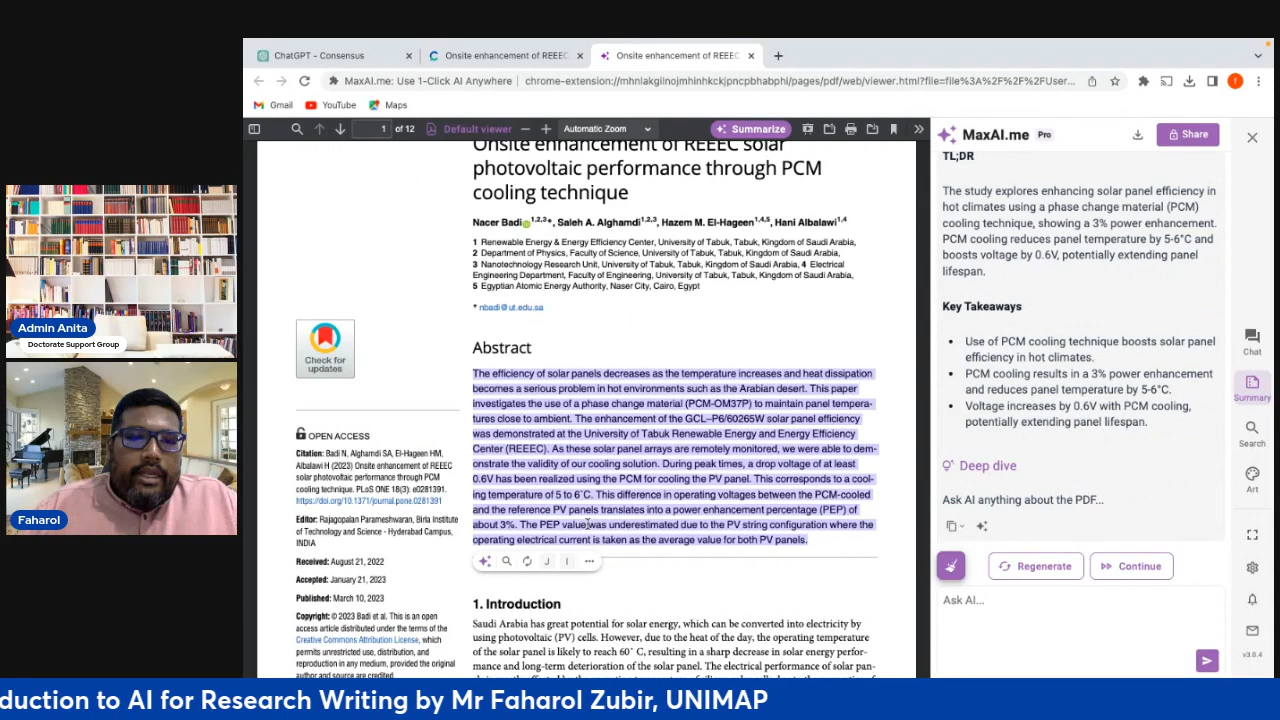 ChatGPT - Consensus
Onsite enhancement of REEEC
Onsite enhancement of REEEC
MaxAI.me: Use 1-Click AI Anywhere
chrome-extension://mhnlakgilnojmhinhkckjpncpbhabphi/pages/pdf/web/viewer.html?file=file%3A%2F%2F%2FUser...
Gmail
YouTube
Maps
1
of 12
Default viewer
Automatic Zoom
Summarize
Onsite enhancement of REEEC solar
photovoltaic performance through PCM
cooling technique
Nacer Badi 1,2,3*, Saleh A. Alghamdi1,2,3, Hazem M. El-Hageen1,4,5, Hani Albalawi1,4
1 Renewable Energy & Energy Efficiency Center, University of Tabuk, Tabuk, Kingdom of Saudi Arabia,
2 Department of Physics, Faculty of Science, University of Tabuk, Tabuk, Kingdom of Saudi Arabia,
3 Nanotechnology Research Unit, University of Tabuk, Tabuk, Kingdom of Saudi Arabia, 4 Electrical
Engineering Department, Faculty of Engineering, University of Tabuk, Tabuk, Kingdom of Saudi Arabia,
5 Egyptian Atomic Energy Authority, Naser City, Cairo, Egypt
* nbadi@ut.edu.sa
Abstract
The efficiency of solar panels decreases as the temperature increases and heat dissipation
becomes a serious problem in hot environments such as the Arabian desert. This paper
investigates the use of a phase change material (PCM-OM37P) to maintain panel tempera-
tures close to ambient. The enhancement of the GCL–P6/60265W solar panel efficiency
was demonstrated at the University of Tabuk Renewable Energy and Energy Efficiency
Center (REEEC). As these solar panel arrays are remotely monitored, we were able to dem-
onstrate the validity of our cooling solution. During peak times, a drop voltage of at least
0.6V has been realized using the PCM for cooling the PV panel. This corresponds to a cool-
ing temperature of 5 to 6˚C. This difference in operating voltages between the PCM-cooled
and the reference PV panels translates into a power enhancement percentage (PEP) of
about 3%. The PEP value was underestimated due to the PV string configuration where the
operating electrical current is taken as the average value for both PV panels.
J
I
1. Introduction
Saudi Arabia has great potential for solar energy, which can be converted into electricity by
using photovoltaic (PV) cells. However, due to the heat of the day, the operating temperature
of the solar panel is likely to reach 60˚ C, resulting in a sharp decrease in solar energy perfor-
mance and long-term deterioration of the solar panel. The electrical performance of solar pan-
Check for
updates
OPEN ACCESS
Citation: Badi N, Alghamdi SA, El-Hageen HM,
Albalawi H (2023) Onsite enhancement of REEEC
solar photovoltaic performance through PCM
cooling technique. PLoS ONE 18(3): e0281391.
https://doi.org/10.1371/journal.pone.0281391
Editor: Rajagopalan Parameshwaran, Birla Institute
of Technology and Science - Hyderabad Campus,
INDIA
Received: August 21, 2022
Accepted: January 21, 2023
Published: March 10, 2023
Copyright: © 2023 Badi et al. This is an open
access article distributed under the terms of the
Creative Commons Attribution License, which
permits unrestricted use, distribution, and
reproduction in any medium, provided the original
author and source are credited.
MaxAI.me Pro
Share
TL;DR
The study explores enhancing solar panel efficiency in
hot climates using a phase change material (PCM)
cooling technique, showing a 3% power enhancement.
PCM cooling reduces panel temperature by 5-6°C and
boosts voltage by 0.6V, potentially extending panel
lifespan.
Key Takeaways
• Use of PCM cooling technique boosts solar panel
efficiency in hot climates.
• PCM cooling results in a 3% power enhancement
and reduces panel temperature by 5-6°C.
• Voltage increases by 0.6V with PCM cooling,
potentially extending panel lifespan.
Deep dive
Ask AI anything about the PDF...
Regenerate
Continue
Ask AI...
Chat
Summary
Search
Art
v3.0.4
Admin Anita
Doctorate Support Group
Faharol
duction to AI for Research Writing by Mr Faharol Zubir, UNIMAP